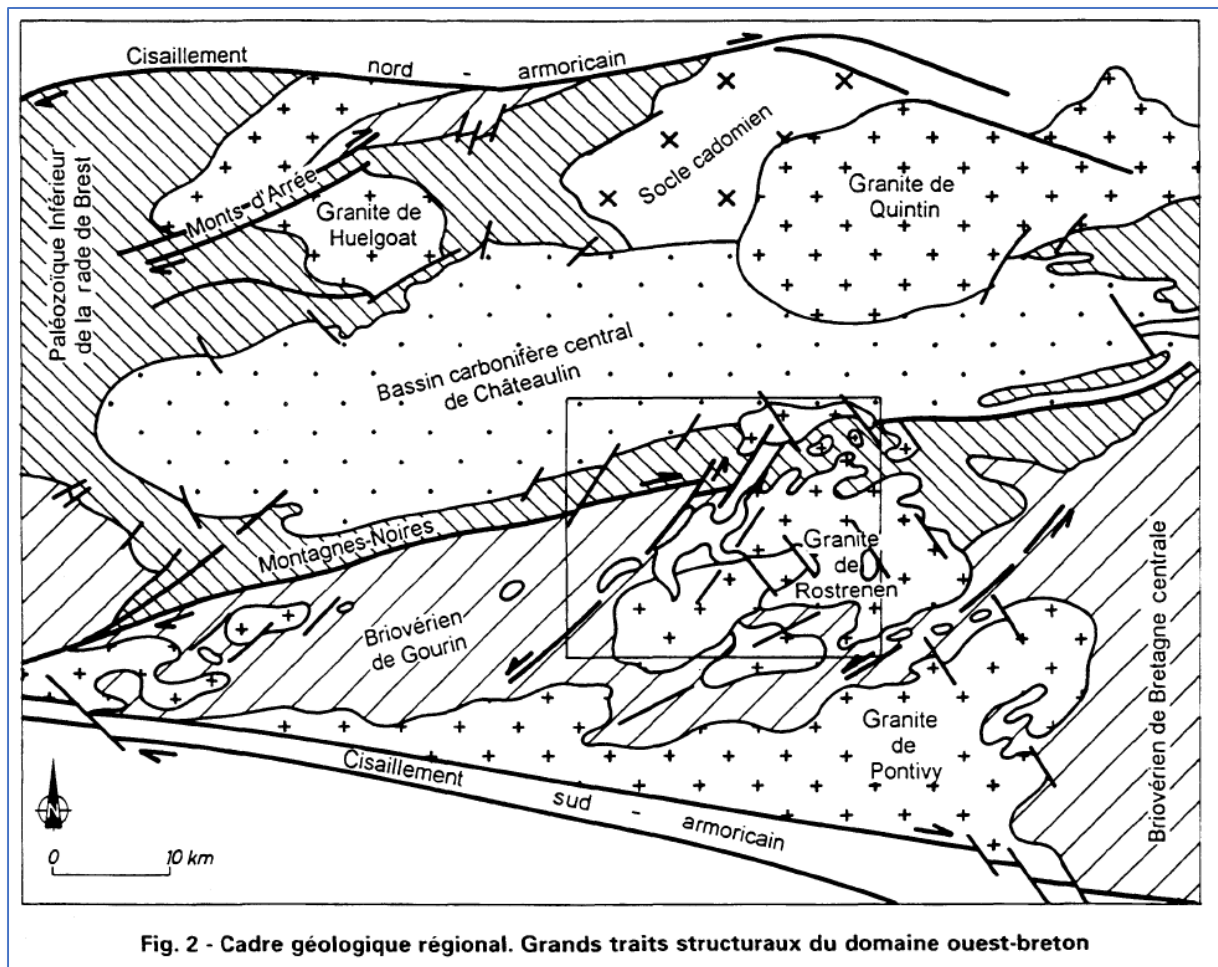 Cisaillement nord - armoricain
Paléozoïque Inférieur
de la rade de Brest
Monts-d'Arrée
Granite de
Huelgoat
Socle cadomien
Granite de
Quintin
Bassin carbonifère central
de Châteaulin
Montagnes-Noires
Granite
de
Rostrenen
Briovérien
de Gourin
Granite
de
Pontivy
Briovérien de Bretagne centrale
Cisaillement sud - armoricain
N
0 10 km
Fig. 2 - Cadre géologique régional. Grands traits structuraux du domaine ouest-breton